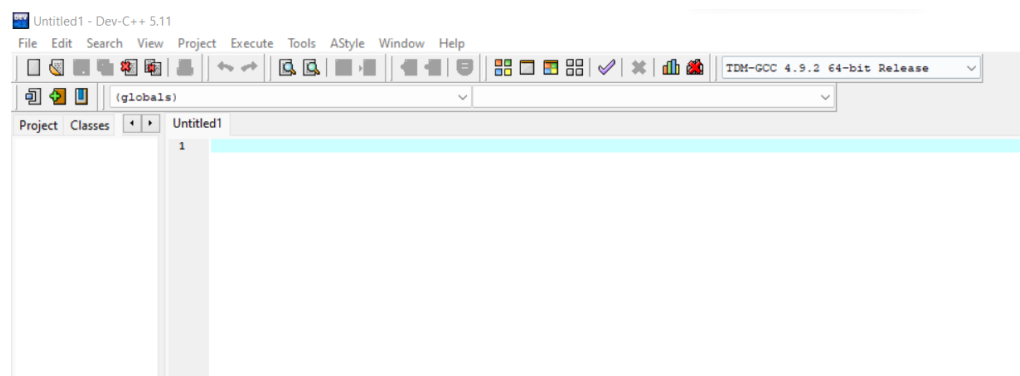 Untitled1 - Dev-C++ 5.11
File Edit Search View Project Execute Tools AStyle Window Help
TDM-GCC 4.9.2 64-bit Release
(globals)
Project Classes Untitled1
1